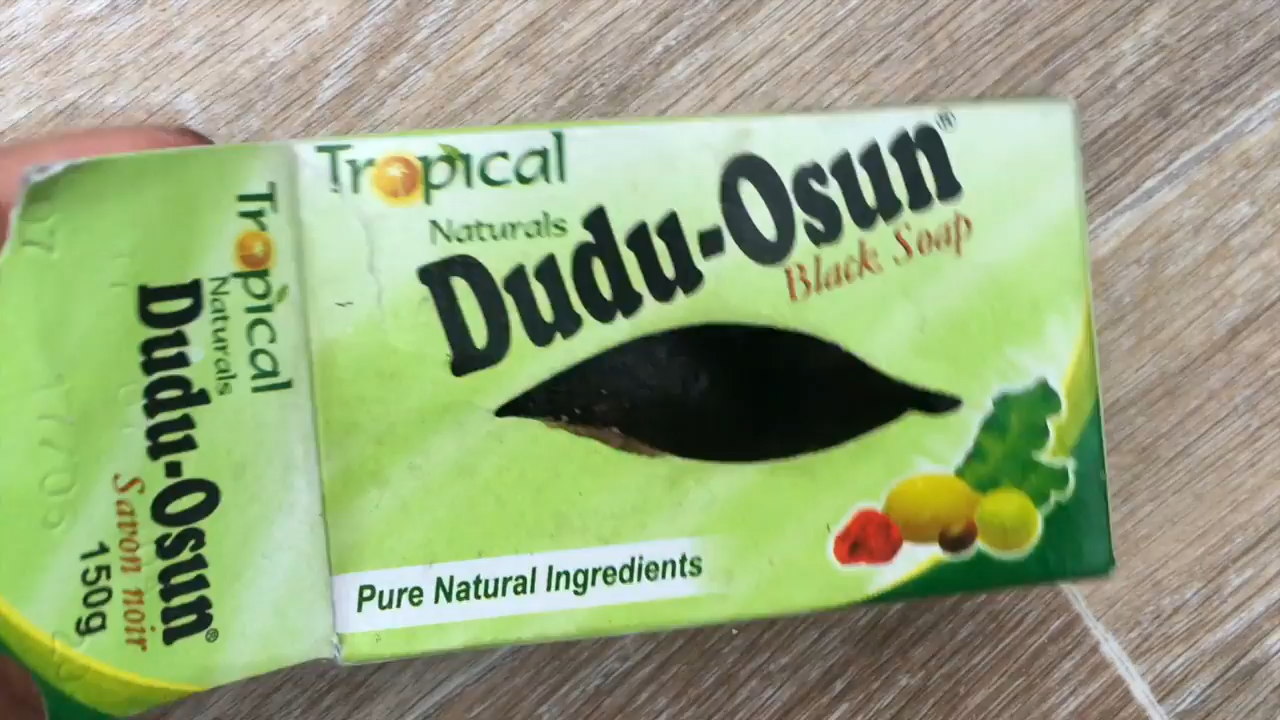 Tropical
Naturals
Dudu-Osun®
Black Soap
Pure Natural Ingredients
Tropical
Naturals
Dudu-Osun®
Savon noir
150g